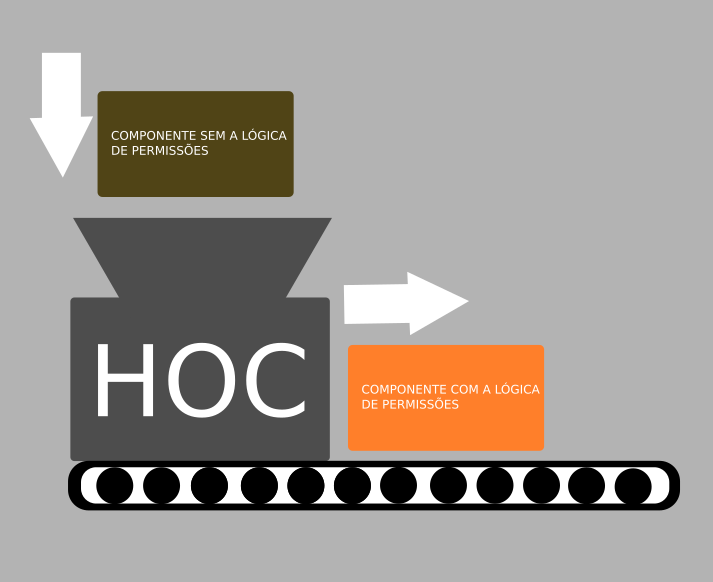 COMPONENTE SEM A LÓGICA
DE PERMISSÕES
HOC
COMPONENTE COM A LÓGICA
DE PERMISSÕES